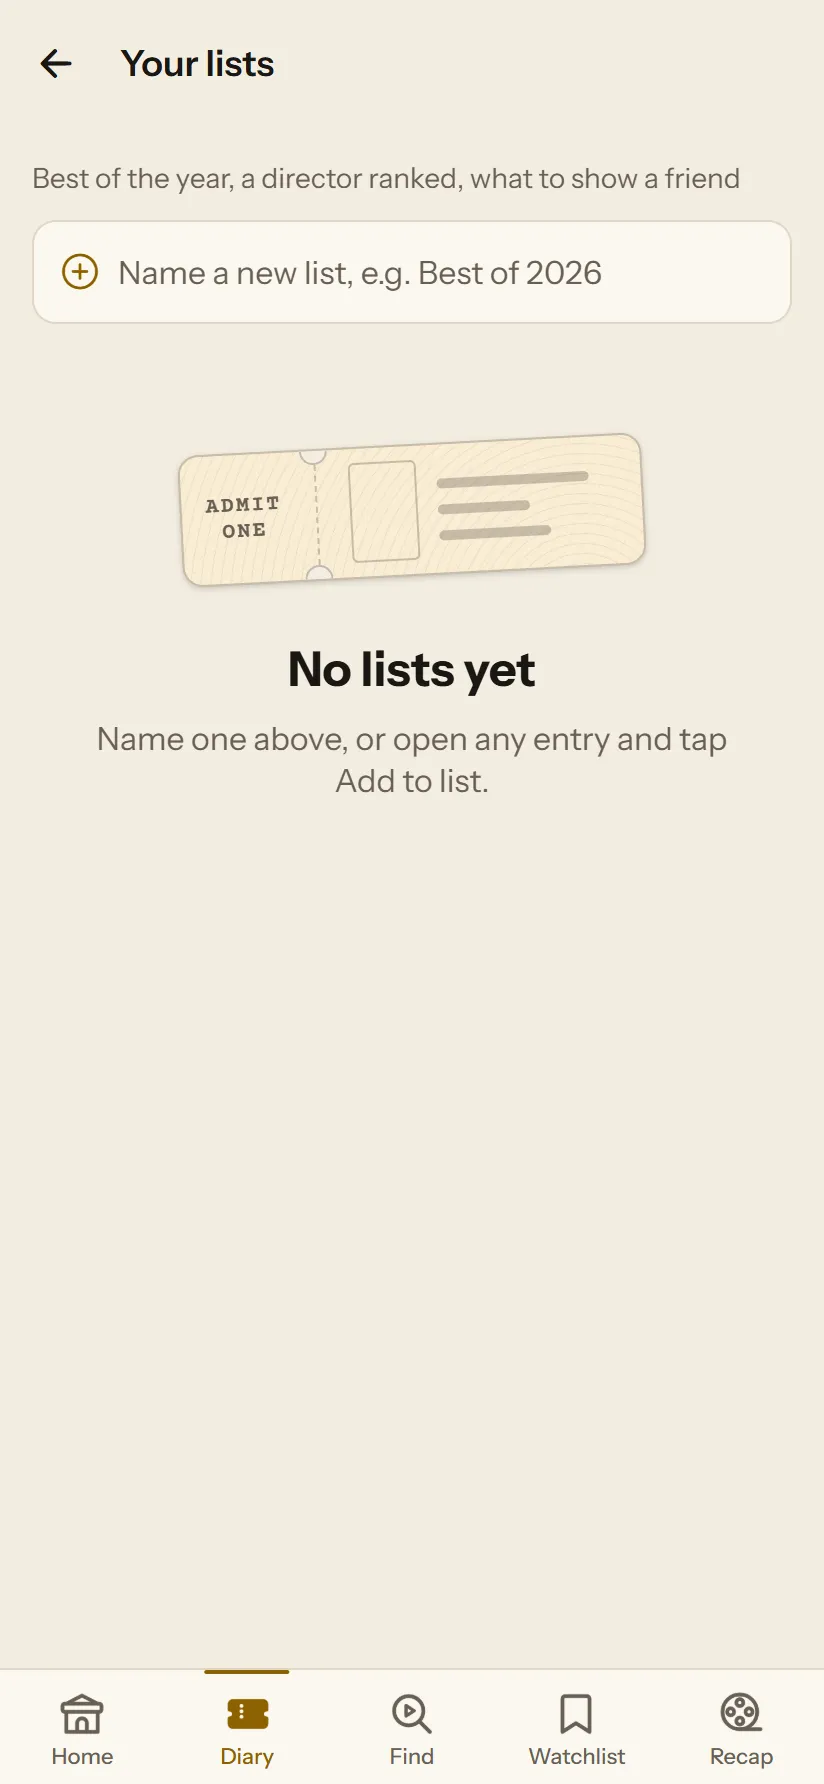 Your lists
Best of the year, a director ranked, what to show a friend
Name a new list, e.g. Best of 2026
ADMIT
ONE
No lists yet
Name one above, or open any entry and tap
Add to list.
Home
Diary
Find
Watchlist
Recap